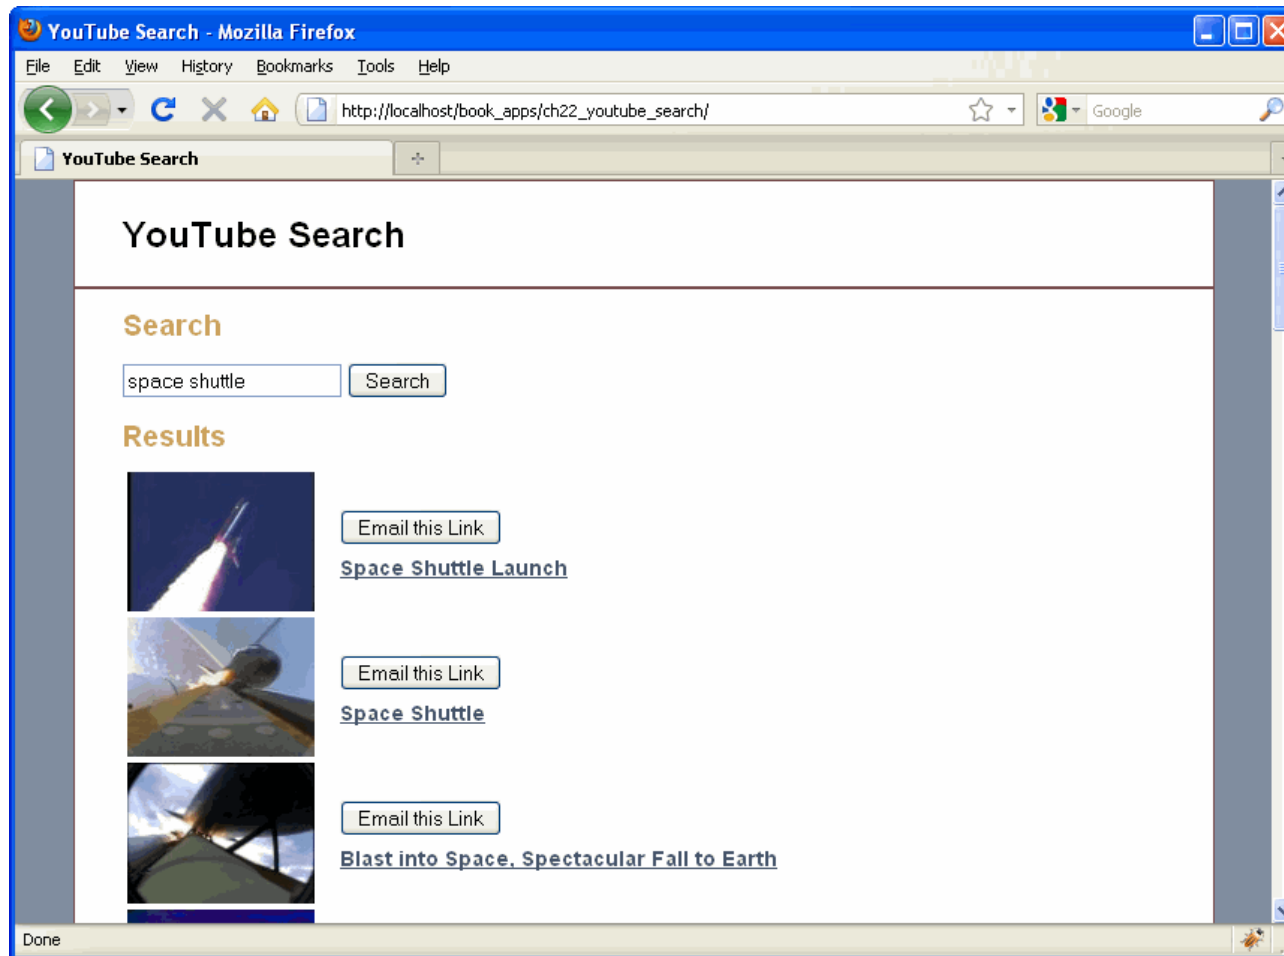 YouTube Search - Mozilla Firefox
File Edit View History Bookmarks Tools Help
http://localhost/book_apps/ch22_youtube_search/
Google
YouTube Search
YouTube Search
Search
space shuttle
Search
Results
Email this Link
Space Shuttle Launch
Email this Link
Space Shuttle
Email this Link
Blast into Space, Spectacular Fall to Earth
Done